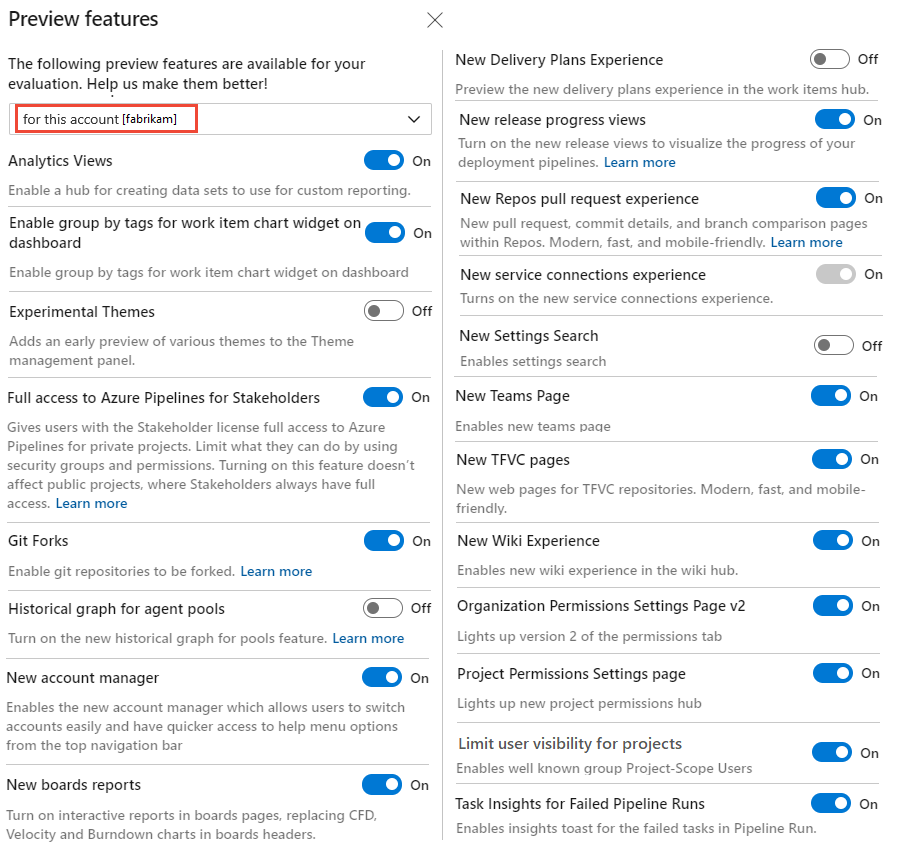 Preview features
The following preview features are available for your
evaluation. Help us make them better!
for this account [fabrikam]
Analytics Views
On
Enable a hub for creating data sets to use for custom reporting.
Enable group by tags for work item chart widget on
dashboard
On
Enable group by tags for work item chart widget on dashboard
Experimental Themes
Off
Adds an early preview of various themes to the Theme
management panel.
Full access to Azure Pipelines for Stakeholders
On
Gives users with the Stakeholder license full access to Azure
Pipelines for private projects. Limit what they can do by using
security groups and permissions. Turning on this feature doesn't
affect public projects, where Stakeholders always have full
access. Learn more
Git Forks
On
Enable git repositories to be forked. Learn more
Historical graph for agent pools
Off
Turn on the new historical graph for pools feature. Learn more
New account manager
On
Enables the new account manager which allows users to switch
accounts easily and have quicker access to help menu options
from the top navigation bar
New boards reports
On
Turn on interactive reports in boards pages, replacing CFD,
Velocity and Burndown charts in boards headers.
New Delivery Plans Experience
Off
Preview the new delivery plans experience in the work items hub.
New release progress views
On
Turn on the new release views to visualize the progress of your
deployment pipelines. Learn more
New Repos pull request experience
On
New pull request, commit details, and branch comparison pages
within Repos. Modern, fast, and mobile-friendly. Learn more
New service connections experience
On
Turns on the new service connections experience.
New Settings Search
Off
Enables settings search
New Teams Page
On
Enables new teams page
New TFVC pages
On
New web pages for TFVC repositories. Modern, fast, and mobile-
friendly.
New Wiki Experience
On
Enables new wiki experience in the wiki hub.
Organization Permissions Settings Page v2
On
Lights up version 2 of the permissions tab
Project Permissions Settings page
On
Lights up new project permissions hub
Limit user visibility for projects
On
Enables well known group Project-Scope Users
Task Insights for Failed Pipeline Runs
On
Enables insights toast for the failed tasks in Pipeline Run.